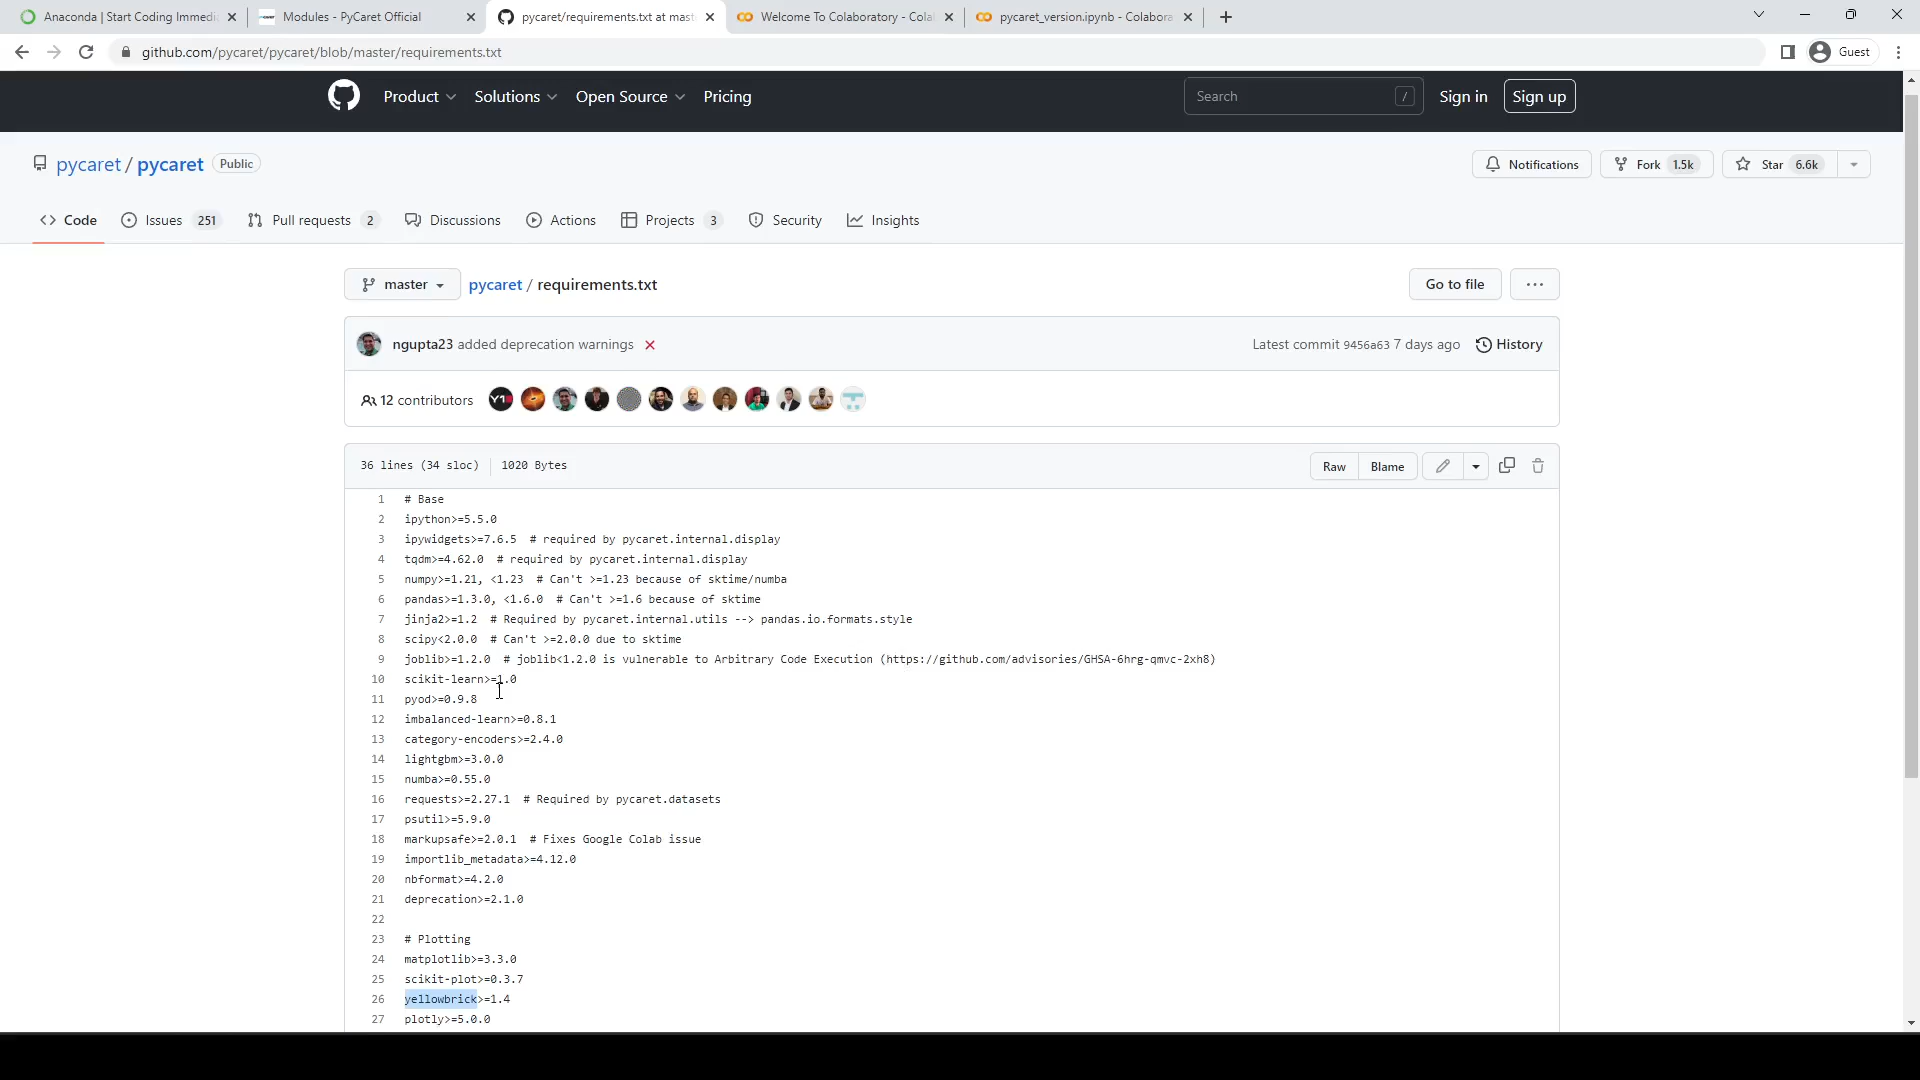 Anaconda | Start Coding Immedi
Modules - PyCaret Official
pycaret/requirements.txt at mast
Welcome To Colaboratory - Colal
pycaret_version.ipynb - Colabora
github.com/pycaret/pycaret/blob/master/requirements.txt
Guest
Product
Solutions
Open Source
Pricing
Search
/
Sign in
Sign up
pycaret / pycaret
Public
Notifications
Fork 1.5k
Star 6.6k
Code
Issues 251
Pull requests 2
Discussions
Actions
Projects 3
Security
Insights
master
pycaret / requirements.txt
Go to file
ngupta23 added deprecation warnings
Latest commit 9456a63 7 days ago
History
12 contributors
36 lines (34 sloc)
1020 Bytes
Raw
Blame
1 # Base
2 ipython>=5.5.0
3 ipywidgets>=7.6.5 # required by pycaret.internal.display
4 tqdm>=4.62.0 # required by pycaret.internal.display
5 numpy>=1.21, <1.23 # Can't >=1.23 because of sktime/numba
6 pandas>=1.3.0, <1.6.0 # Can't >=1.6 because of sktime
7 jinja2>=1.2 # Required by pycaret.internal.utils --> pandas.io.formats.style
8 scipy<2.0.0 # Can't >=2.0.0 due to sktime
9 joblib>=1.2.0 # joblib<1.2.0 is vulnerable to Arbitrary Code Execution (https://github.com/advisories/GHSA-6hrg-qmvc-2xh8)
10 scikit-learn>=1.0
11 pyod>=0.9.8
12 imbalanced-learn>=0.8.1
13 category-encoders>=2.4.0
14 lightgbm>=3.0.0
15 numba>=0.55.0
16 requests>=2.27.1 # Required by pycaret.datasets
17 psutil>=5.9.0
18 markupsafe>=2.0.1 # Fixes Google Colab issue
19 importlib_metadata>=4.12.0
20 nbformat>=4.2.0
21 deprecation>=2.1.0
22
23 # Plotting
24 matplotlib>=3.3.0
25 scikit-plot>=0.3.7
26 yellowbrick>=1.4
27 plotly>=5.0.0